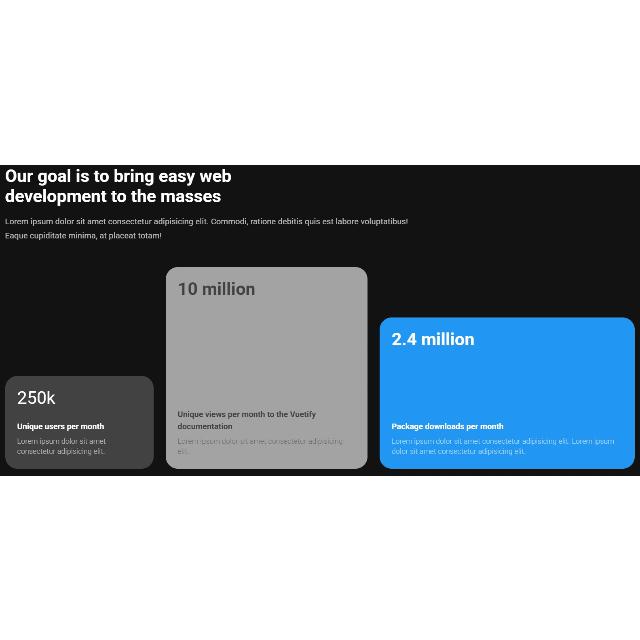 Our goal is to bring easy web
development to the masses
Lorem ipsum dolor sit amet consectetur adipisicing elit. Commodi, ratione debitis quis est labore voluptatibus!
Eaque cupiditate minima, at placeat totam!
250k
Unique users per month
Lorem ipsum dolor sit amet
consectetur adipisicing elit.
10 million
Unique views per month to the Vuetify
documentation
Lorem ipsum dolor sit amet consectetur adipisicing
elit.
2.4 million
Package downloads per month
Lorem ipsum dolor sit amet consectetur adipisicing elit. Lorem ipsum
dolor sit amet consectetur adipisicing elit.